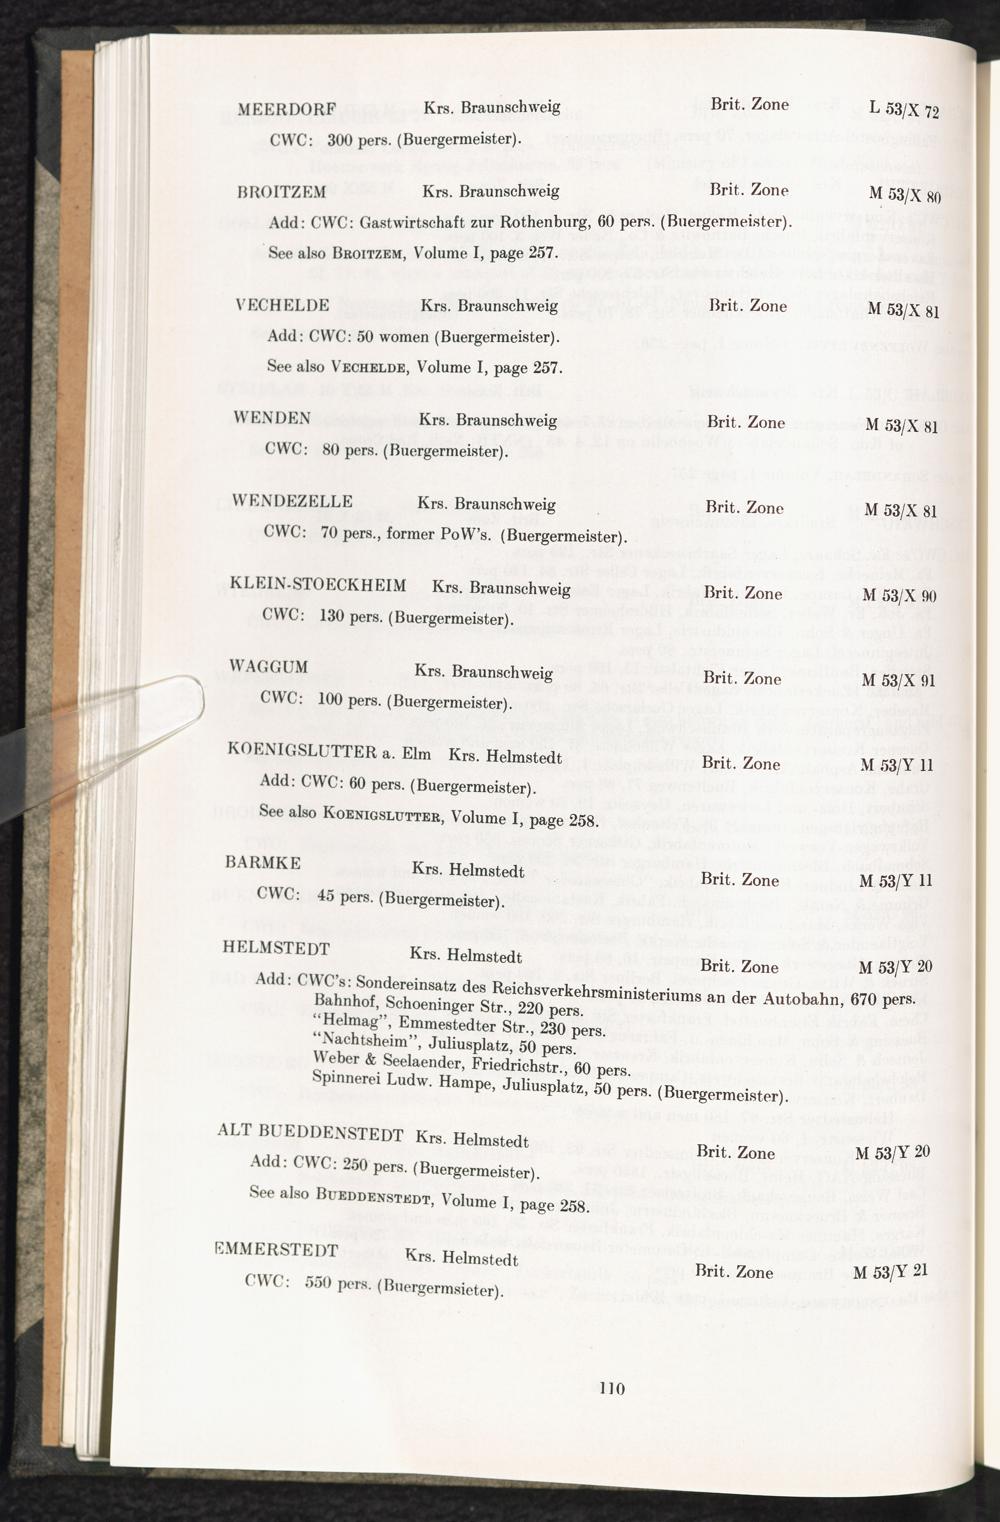 MEERDORF Krs. Braunschweig Brit. Zone L 53/X 72
CWC: 300 pers. (Buergermeister).
BROITZEM Krs. Braunschweig Brit. Zone M 53/X 80
Add: CWC: Gastwirtschaft zur Rothenburg, 60 pers. (Buergermeister).
See also BROITZEM, Volume I, page 257.
VECHELDE Krs. Braunschweig Brit. Zone M 53/X 81
Add: CWC: 50 women (Buergermeister).
See also VECHELDE, Volume I, page 257.
WENDEN Krs. Braunschweig Brit. Zone M 53/X 81
CWC: 80 pers. (Buergermeister).
WENDEZELLE Krs. Braunschweig Brit. Zone M 53/X 81
CWC: 70 pers., former PoW's. (Buergermeister).
KLEIN-STOECKHEIM Krs. Braunschweig Brit. Zone M 53/X 90
CWC: 130 pers. (Buergermeister).
WAGGUM Krs. Braunschweig Brit. Zone M 53/X 91
CWC: 100 pers. (Buergermeister).
KOENIGSLUTTER a. Elm Krs. Helmstedt Brit. Zone M 53/Y 11
Add: CWC: 60 pers. (Buergermeister).
See also KOENIGSLUTTER, Volume I, page 258.
BARMKE Krs. Helmstedt Brit. Zone M 53/Y 11
CWC: 45 pers. (Buergermeister).
HELMSTEDT Krs. Helmstedt Brit. Zone M 53/Y 20
Add: CWC's: Sondereinsatz des Reichsverkehrsministeriums an der Autobahn, 670 pers.
Bahnhof, Schoeninger Str., 220 pers.
"Helmag", Emmestedter Str., 230 pers.
"Nachtsheim", Juliusplatz, 50 pers.
Weber & Seelaender, Friedrichstr., 60 pers.
Spinnerei Ludw. Hampe, Juliusplatz, 50 pers. (Buergermeister).
ALT BUEDDENSTEDT Krs. Helmstedt Brit. Zone M 53/Y 20
Add: CWC: 250 pers. (Buergermeister).
See also BUEDDENSTEDT, Volume I, page 258.
EMMERSTEDT Krs. Helmstedt Brit. Zone M 53/Y 21
CWC: 550 pers. (Buergermsieter).
110